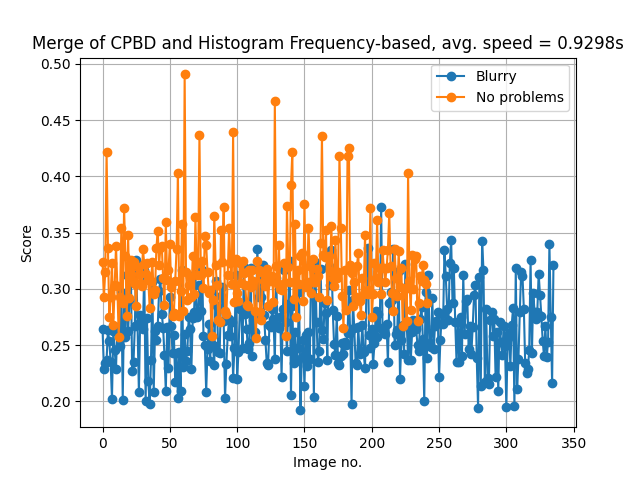 Merge of CPBD and Histogram Frequency-based, avg. speed = 0.9298s
0.50
0.45
0.40
0.35
0.30
0.25
0.20
Score
Blurry
No problems
0 50 100 150 200 250 300 350
Image no.